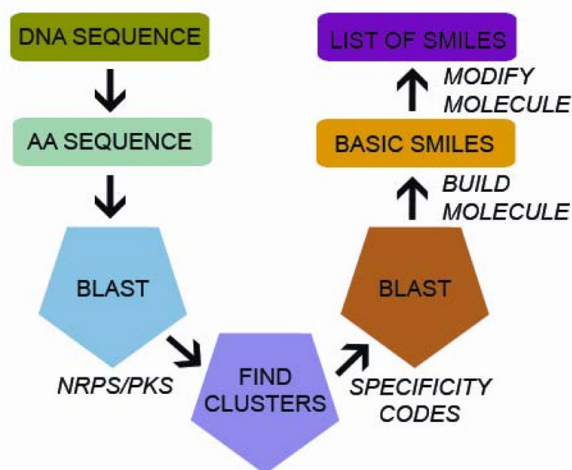 DNA SEQUENCE
AA SEQUENCE
BLAST
NRPS/PKS
FIND
CLUSTERS
SPECIFICITY
CODES
BLAST
BUILD
MOLECULE
BASIC SMILES
MODIFY
MOLECULE
LIST OF SMILES